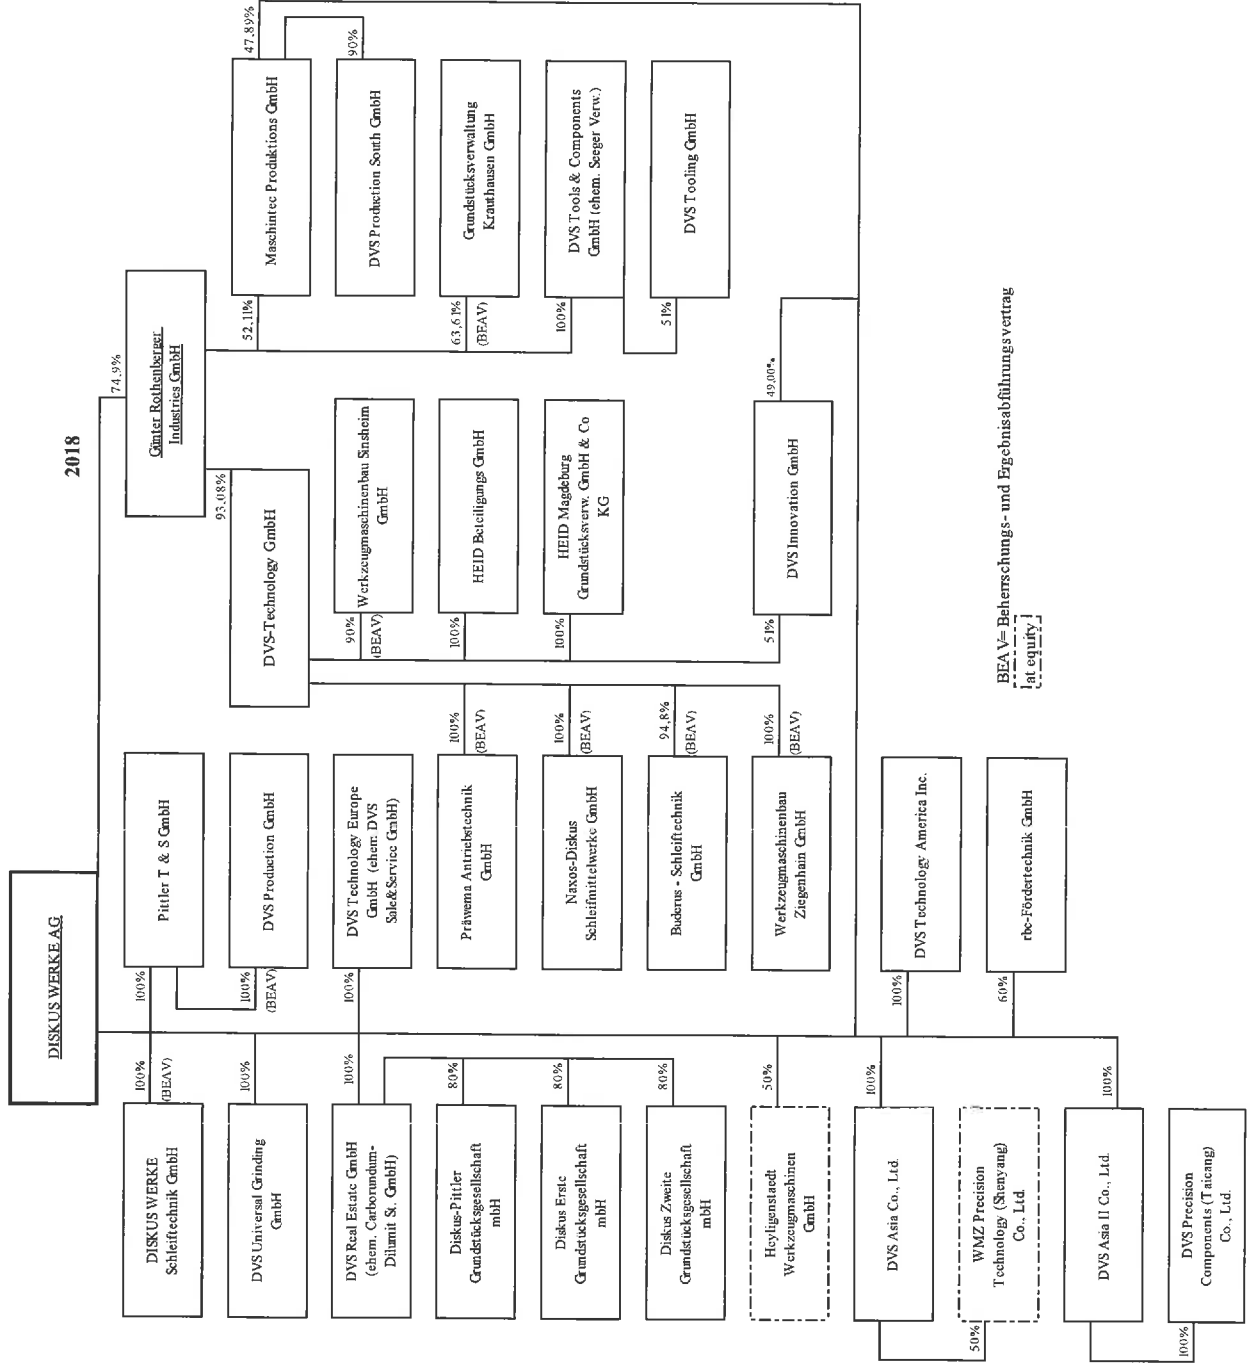 2018
DISKUS WERKE AG
74.9%
Günter Rothenberger
Industries GmbH
100%
(BEAV)
DISKUS WERKE
Schleiftechnik GmbH
100%
Pittler T & S GmbH
93.08%
DVS-Technology GmbH
52.11%
47.89%
Maschintec Produktions GmbH
100%
DVS Universal Grinding
GmbH
100%
(BEAV)
DVS Production GmbH
90%
DVS Production South GmbH
100%
DVS Real Estate GmbH
(ehem. Carborundum-
Dilumit St. GmbH)
100%
DVS Technology Europe
GmbH (ehem DVS
Sale&Service GmbH)
90%
(BEAV)
Werkzeugmaschinenbau Sinsheim
GmbH
63,61%
(BEAV)
Grundstücksverwaltung
Krauthausen GmbH
80%
Diskus-Pittler
Grundstücksgesellschaft
mbH
100%
(BEAV)
Präwema Antriebstechnik
GmbH
100%
HEID Beteiligungs GmbH
100%
DVS Tools & Components
GmbH (ehem. Seeger Verw.)
80%
Diskus Erste
Grundstücksgesellschaft
mbH
100%
(BEAV)
Naxos-Diskus
Schleifmittelwerke GmbH
100%
HEID Magdeburg
Grundstücksverw. GmbH & Co
KG
51%
DVS Tooling GmbH
80%
Diskus Zweite
Grundstücksgesellschaft
mbH
94,8%
(BEAV)
Buderus - Schleiftechnik
GmbH
50%
Heyligenstaedt
Werkzeugmaschinen
GmbH
100%
(BEAV)
Werkzeugmaschinenbau
Ziegenhain GmbH
51%
49,00%
DVS Innovation GmbH
100%
DVS Asia Co., Ltd.
100%
DVS Technology America Inc.
50%
WMZ Precision
Technology (Shenyang)
Co., Ltd.
60%
rbc-Fördertechnik GmbH
100%
DVS Asia II Co., Ltd.
100%
DVS Precision
Components (Taicang)
Co., Ltd.
BEAV= Beherrschungs- und Ergebnisabführungsvertrag
at equity